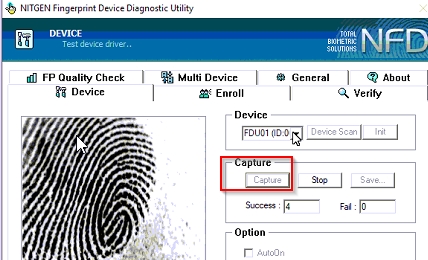 NITGEN Fingerprint Device Diagnostic Utility
DEVICE
Test device driver..
TOTAL
BIOMETRIC
SOLUTIONS
NFD
FP Quality Check
Multi Device
General
About
Device
Enroll
Verify
Device
FDU01 (ID:0
Device Scan
Init
Capture
Capture
Stop
Save...
Success :
4
Fail :
0
Option
AutoOn